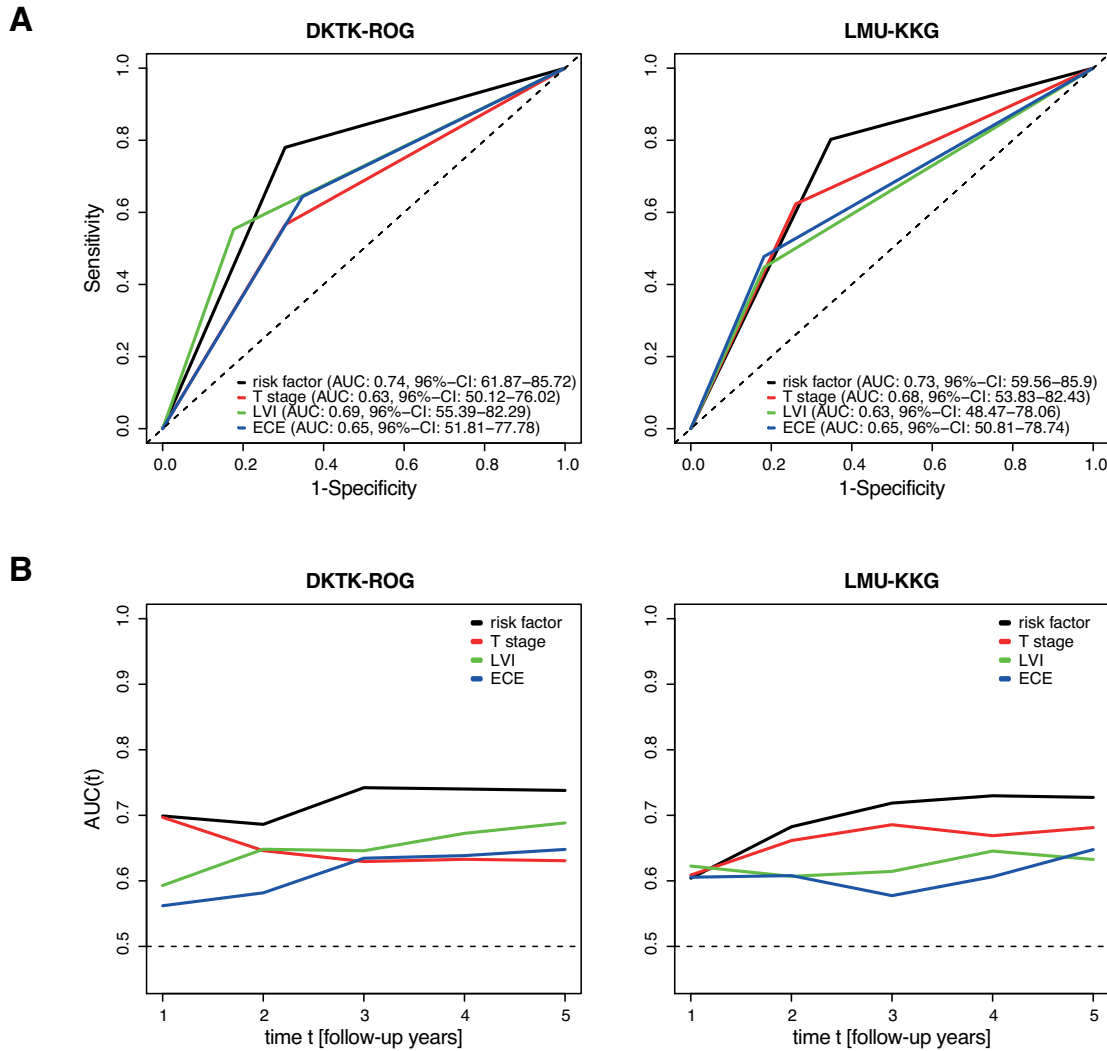 A
DKTK-ROG
LMU-KKG
Sensitivity
1.0
0.8
0.6
0.4
0.2
0.0
risk factor (AUC: 0.74, 96%−CI: 61.87−85.72)
T stage (AUC: 0.63, 96%−CI: 50.12−76.02)
LVI (AUC: 0.69, 96%−CI: 55.39−82.29)
ECE (AUC: 0.65, 96%−CI: 51.81−77.78)
0.0 0.2 0.4 0.6 0.8 1.0
1-Specificity
1.0
0.8
0.6
0.4
0.2
0.0
risk factor (AUC: 0.73, 96%−CI: 59.56−85.9)
T stage (AUC: 0.68, 96%−CI: 53.83−82.43)
LVI (AUC: 0.63, 96%−CI: 48.47−78.06)
ECE (AUC: 0.65, 96%−CI: 50.81−78.74)
0.0 0.2 0.4 0.6 0.8 1.0
1-Specificity
B
DKTK-ROG
LMU-KKG
AUC(t)
1.0
0.9
0.8
0.7
0.6
0.5
risk factor
T stage
LVI
ECE
1 2 3 4 5
time t [follow-up years]
1.0
0.9
0.8
0.7
0.6
0.5
risk factor
T stage
LVI
ECE
1 2 3 4 5
time t [follow-up years]